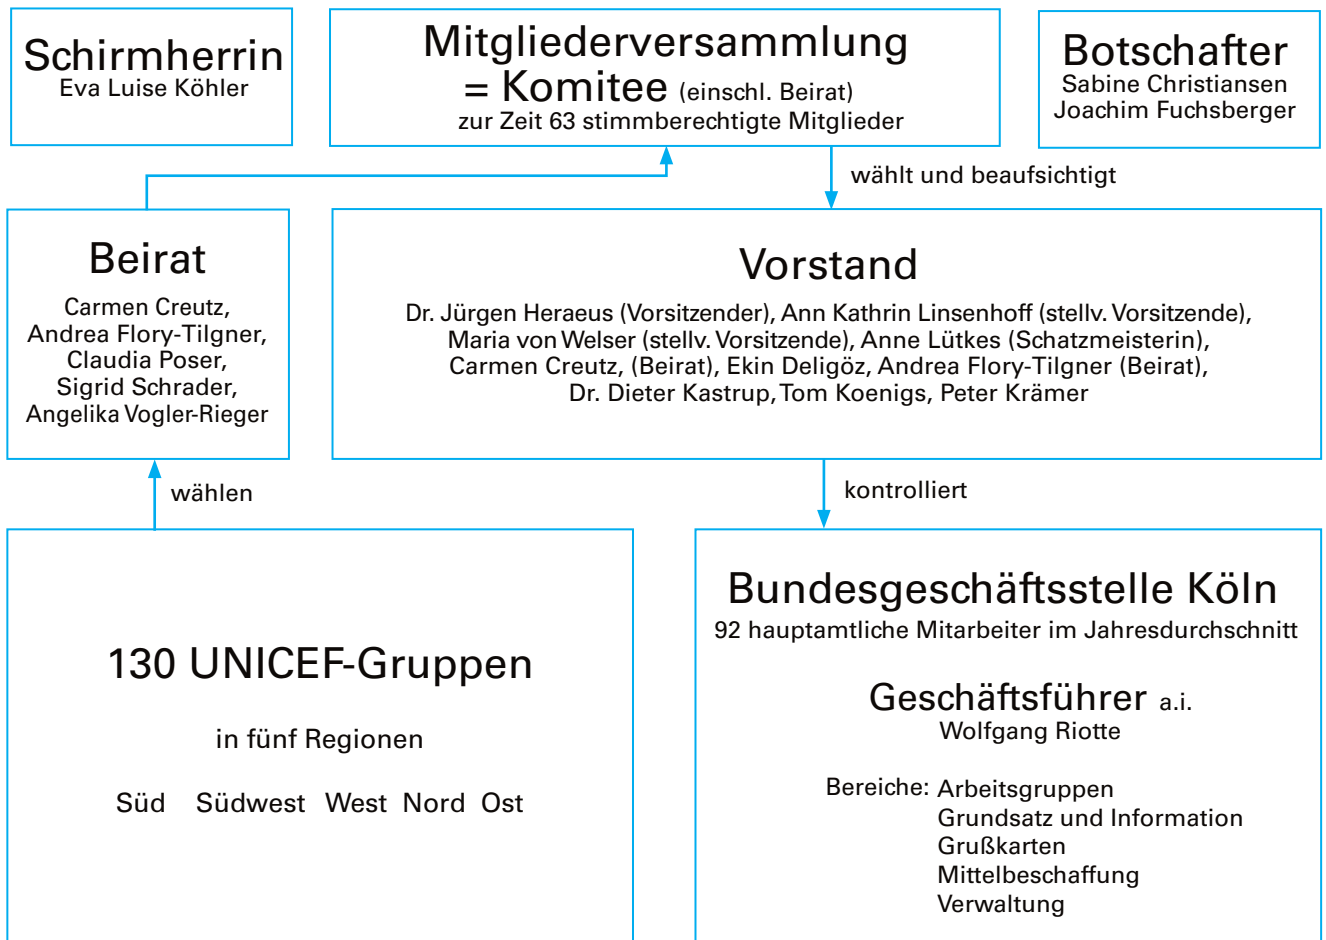 Schirmherrin
Eva Luise Köhler
Mitgliederversammlung
= Komitee (einschl. Beirat)
zur Zeit 63 stimmberechtigte Mitglieder
Botschafter
Sabine Christiansen
Joachim Fuchsberger
wählt und beaufsichtigt
Beirat
Carmen Creutz,
Andrea Flory-Tilgner,
Claudia Poser,
Sigrid Schrader,
Angelika Vogler-Rieger
Vorstand
Dr. Jürgen Heraeus (Vorsitzender), Ann Kathrin Linsenhoff (stellv. Vorsitzende),
Maria von Welser (stellv. Vorsitzende), Anne Lütkes (Schatzmeisterin),
Carmen Creutz, (Beirat), Ekin Deligöz, Andrea Flory-Tilgner (Beirat),
Dr. Dieter Kastrup, Tom Koenigs, Peter Krämer
wählen
kontrolliert
130 UNICEF-Gruppen
in fünf Regionen
Süd Südwest West Nord Ost
Bundesgeschäftsstelle Köln
92 hauptamtliche Mitarbeiter im Jahresdurchschnitt
Geschäftsführer a.i.
Wolfgang Riotte
Bereiche: Arbeitsgruppen
Grundsatz und Information
Grußkarten
Mittelbeschaffung
Verwaltung